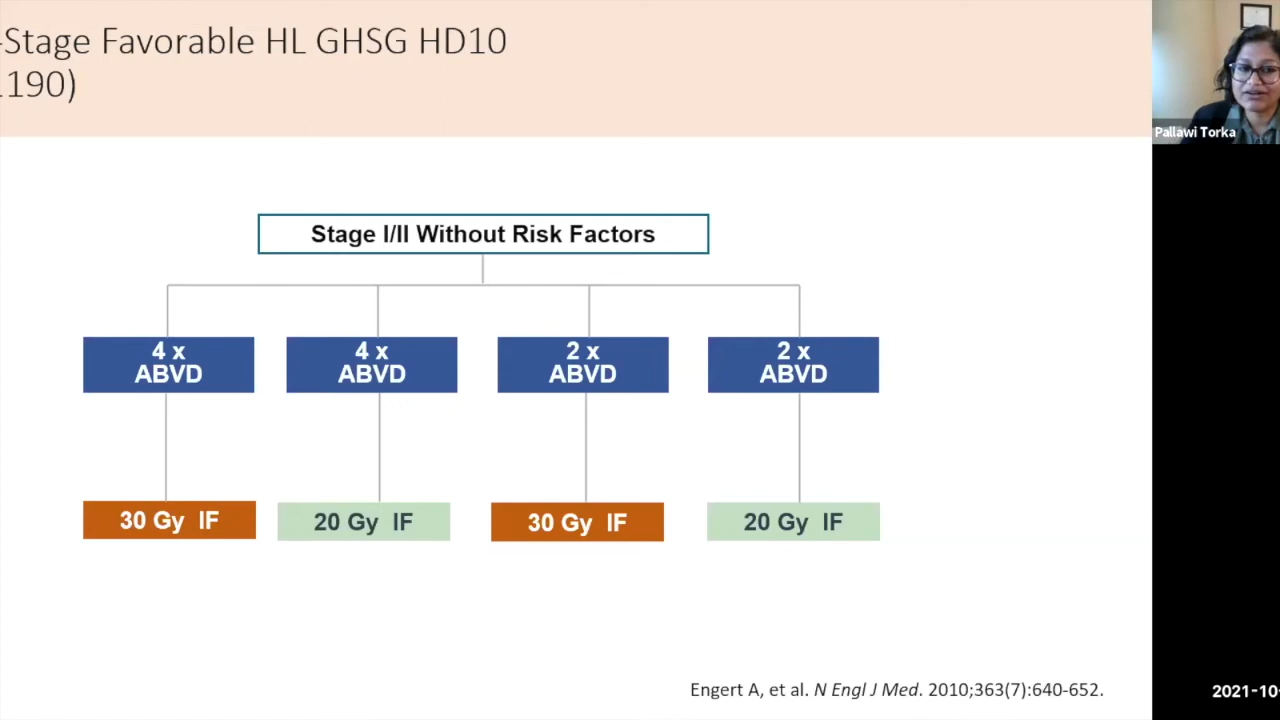 -Stage Favorable HL GHSG HD10
1190)
Pallawi Torka
Stage I/II Without Risk Factors
4 x
ABVD
4 x
ABVD
2 x
ABVD
2 x
ABVD
30 Gy IF
20 Gy IF
30 Gy IF
20 Gy IF
Engert A, et al. N Engl J Med. 2010;363(7):640-652.
2021-10-